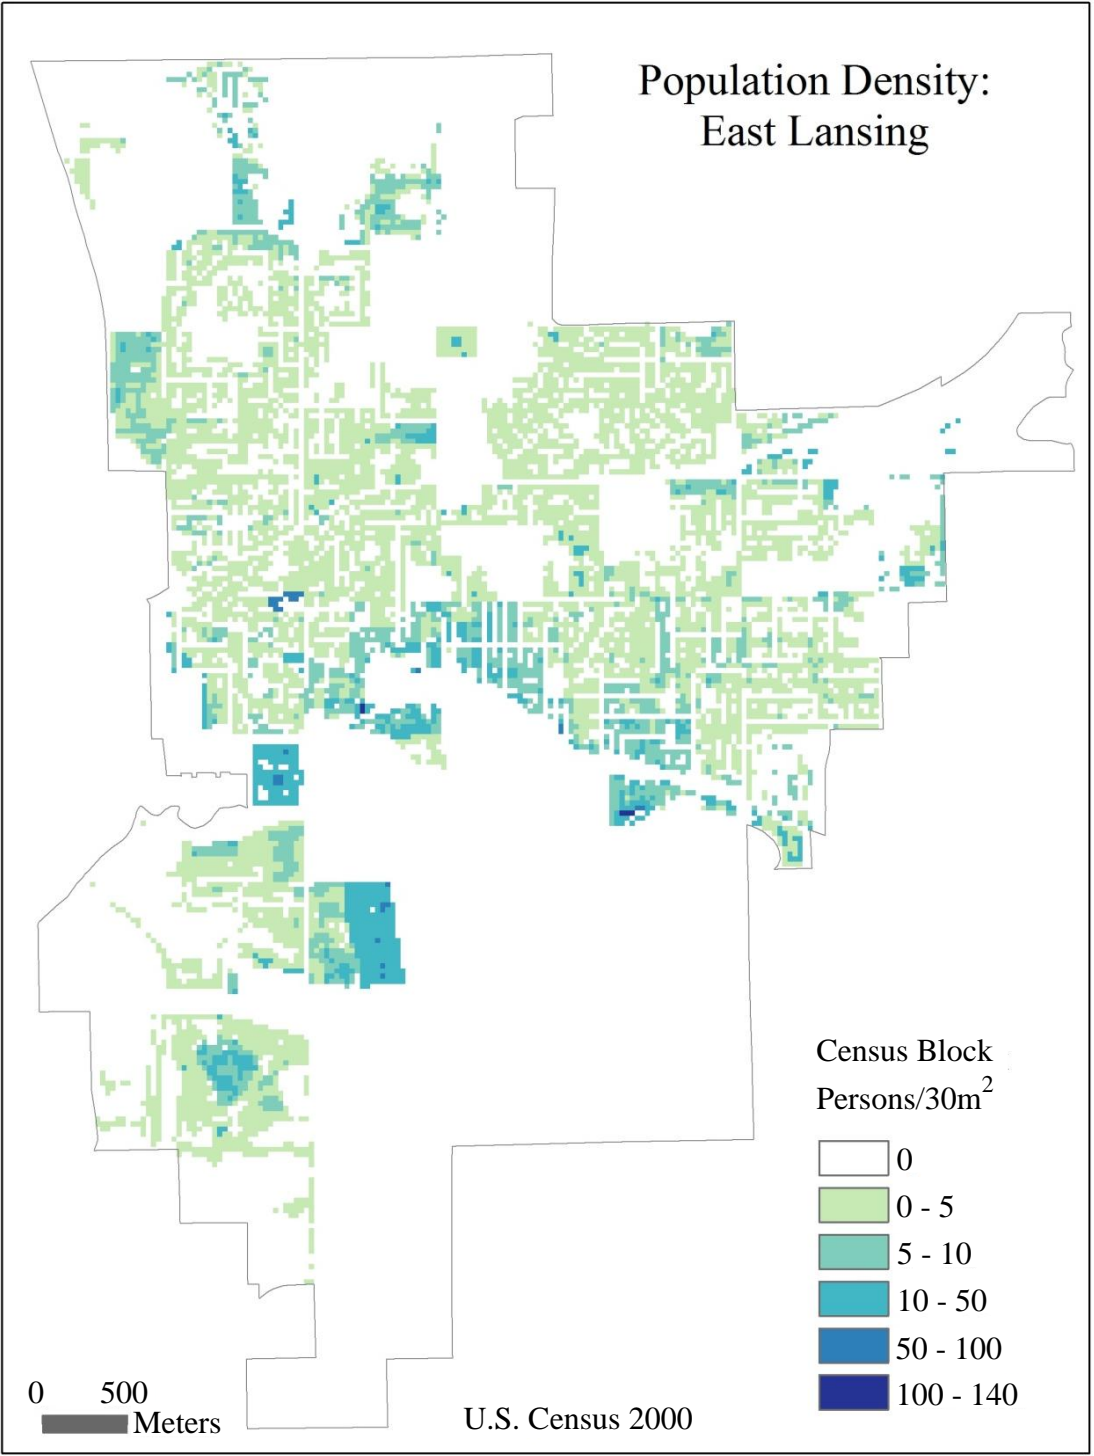 Population Density:
East Lansing
Census Block
Persons/30m²
0
0 - 5
5 - 10
10 - 50
50 - 100
100 - 140
0 500
Meters
U.S. Census 2000